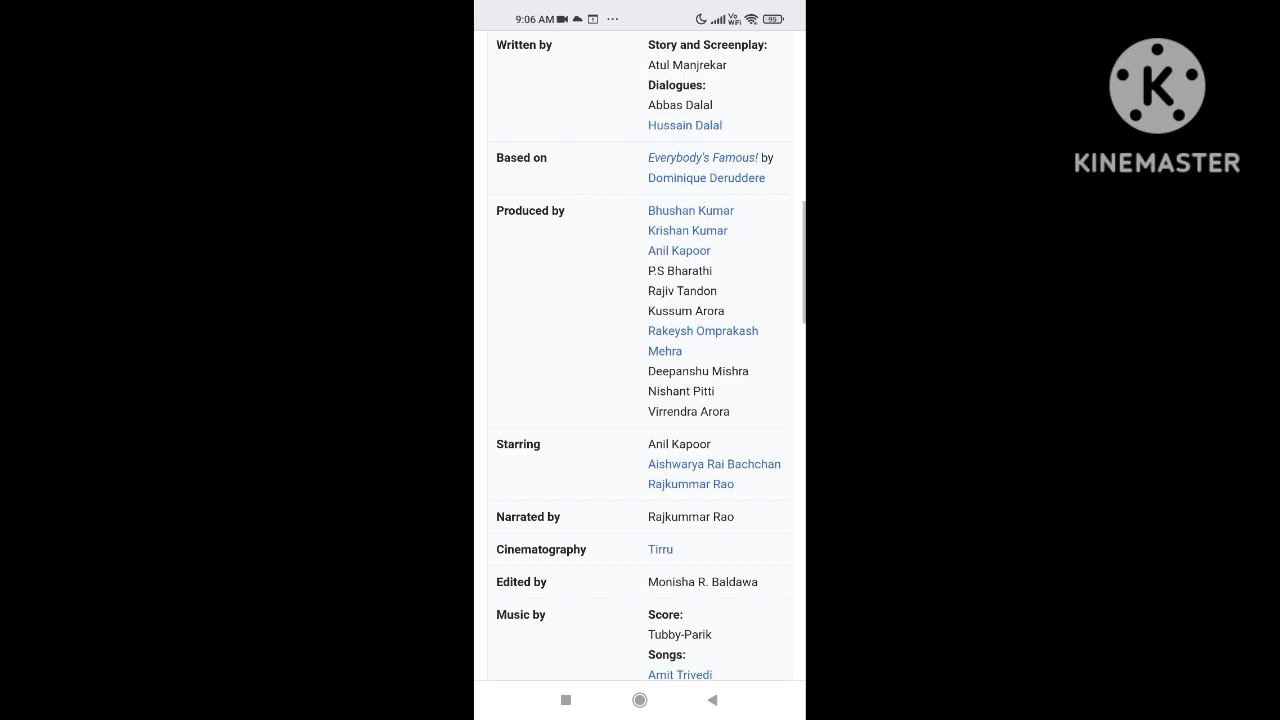 9:06 AM
Vo
WiFi
95
K
KINEMASTER
Written by
Story and Screenplay:
Atul Manjrekar
Dialogues:
Abbas Dalal
Hussain Dalal
Based on
Everybody's Famous! by
Dominique Deruddere
Produced by
Bhushan Kumar
Krishan Kumar
Anil Kapoor
P.S Bharathi
Rajiv Tandon
Kussum Arora
Rakeysh Omprakash
Mehra
Deepanshu Mishra
Nishant Pitti
Virrendra Arora
Starring
Anil Kapoor
Aishwarya Rai Bachchan
Rajkummar Rao
Narrated by
Rajkummar Rao
Cinematography
Tirru
Edited by
Monisha R. Baldawa
Music by
Score:
Tubby-Parik
Songs:
Amit Trivedi